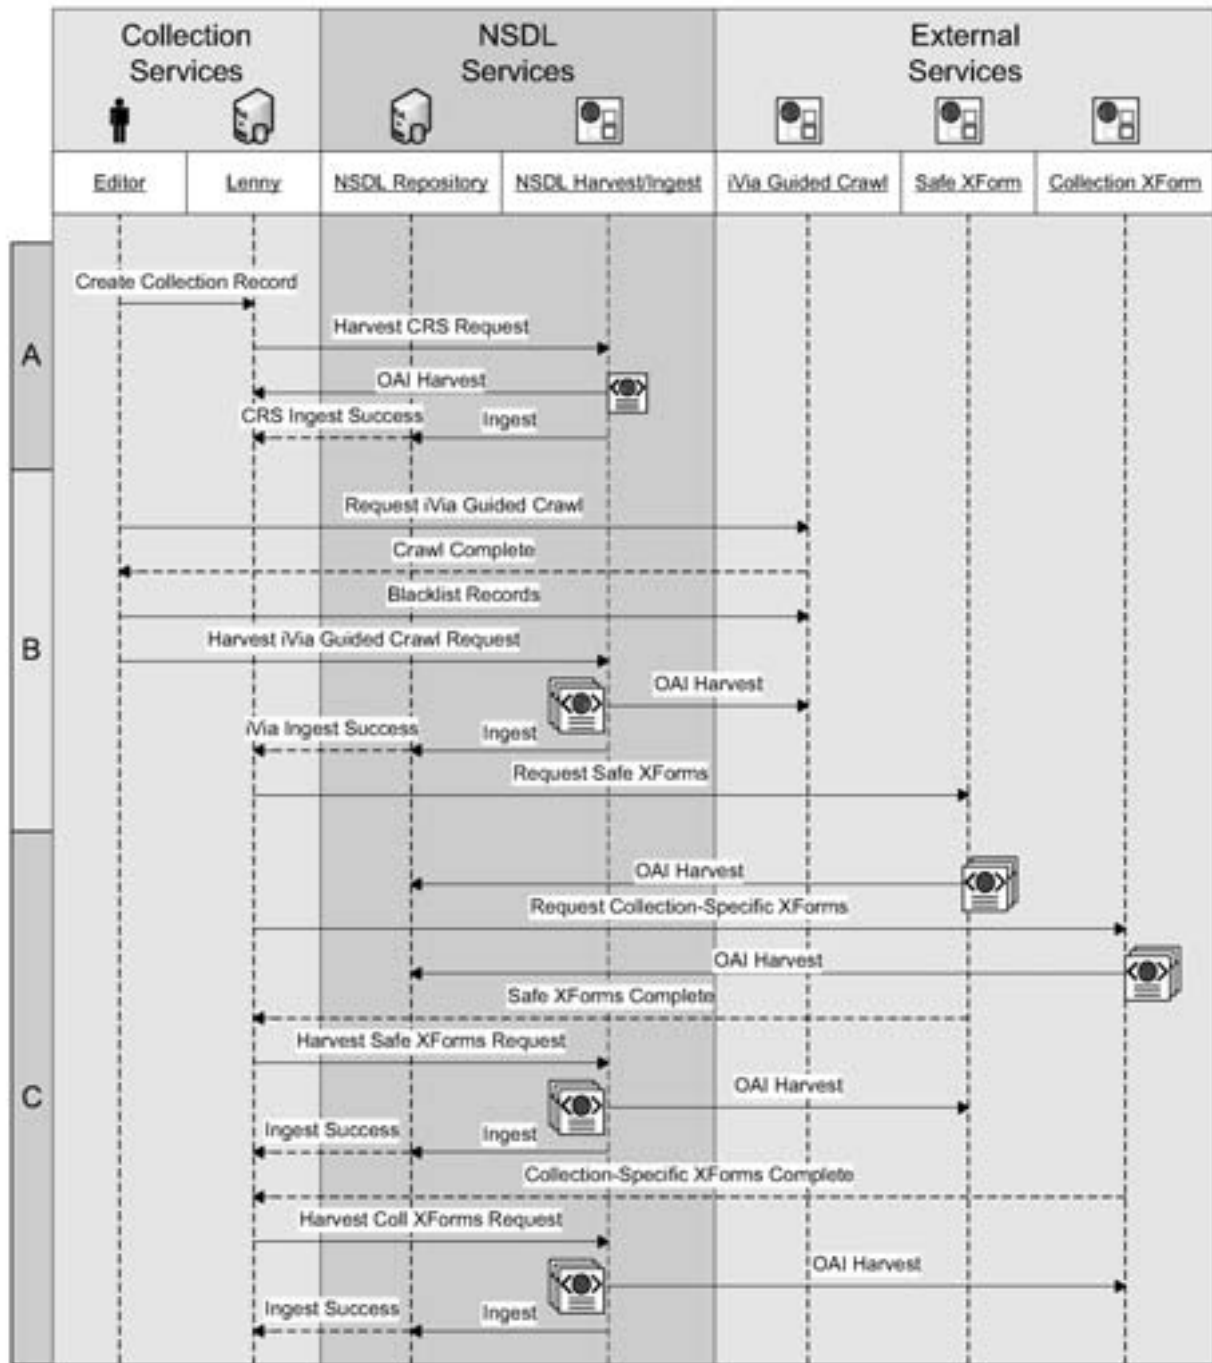 Collection
Services
NSDL
Services
External
Services
Editor
Lenny
NSDL Repository
NSDL Harvest/Ingest
iVia Guided Crawl
Safe XForm
Collection XForm
A
Create Collection Record
Harvest CRS Request
OAI Harvest
CRS Ingest Success
Ingest
B
Request iVia Guided Crawl
Crawl Complete
Blacklist Records
Harvest iVia Guided Crawl Request
OAI Harvest
iVia Ingest Success
Ingest
Request Safe XForms
C
OAI Harvest
Request Collection-Specific XForms
OAI Harvest
Safe XForms Complete
Harvest Safe XForms Request
OAI Harvest
Ingest Success
Ingest
Collection-Specific XForms Complete
Harvest Coll XForms Request
OAI Harvest
Ingest Success
Ingest